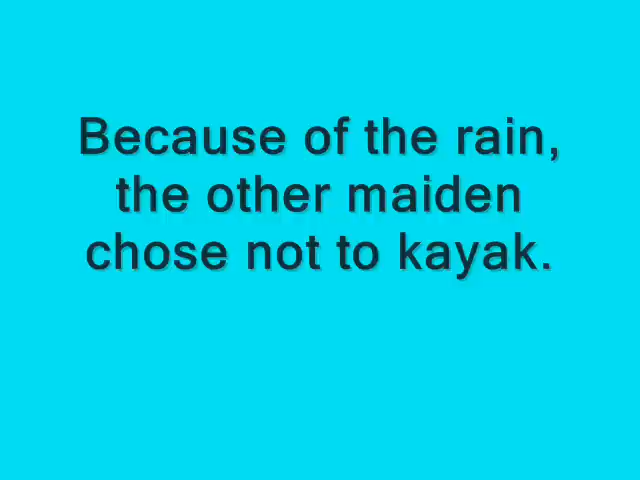 Because of the rain,
the other maiden
chose not to kayak.